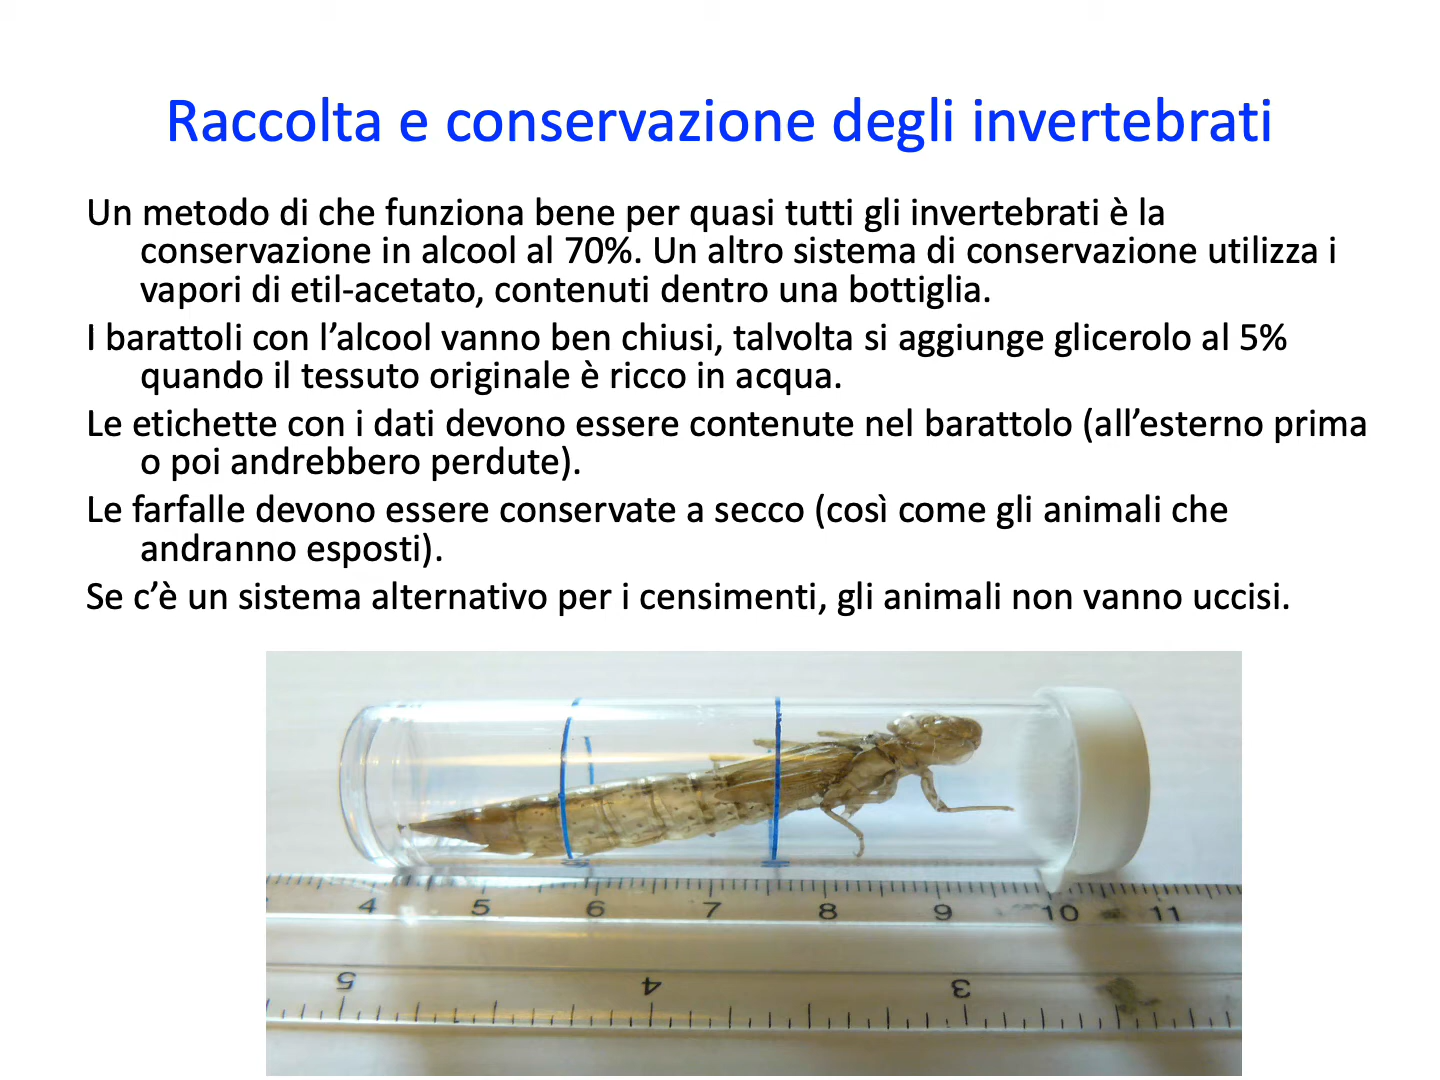 Raccolta e conservazione degli invertebrati
Un metodo di che funziona bene per quasi tutti gli invertebrati è la
conservazione in alcool al 70%. Un altro sistema di conservazione utilizza i
vapori di etil-acetato, contenuti dentro una bottiglia.
I barattoli con l’alcool vanno ben chiusi, talvolta si aggiunge glicerolo al 5%
quando il tessuto originale è ricco in acqua.
Le etichette con i dati devono essere contenute nel barattolo (all’esterno prima
o poi andrebbero perdute).
Le farfalle devono essere conservate a secco (così come gli animali che
andranno esposti).
Se c’è un sistema alternativo per i censimenti, gli animali non vanno uccisi.
4 5 6 7 8 9 10 11
5 4 3